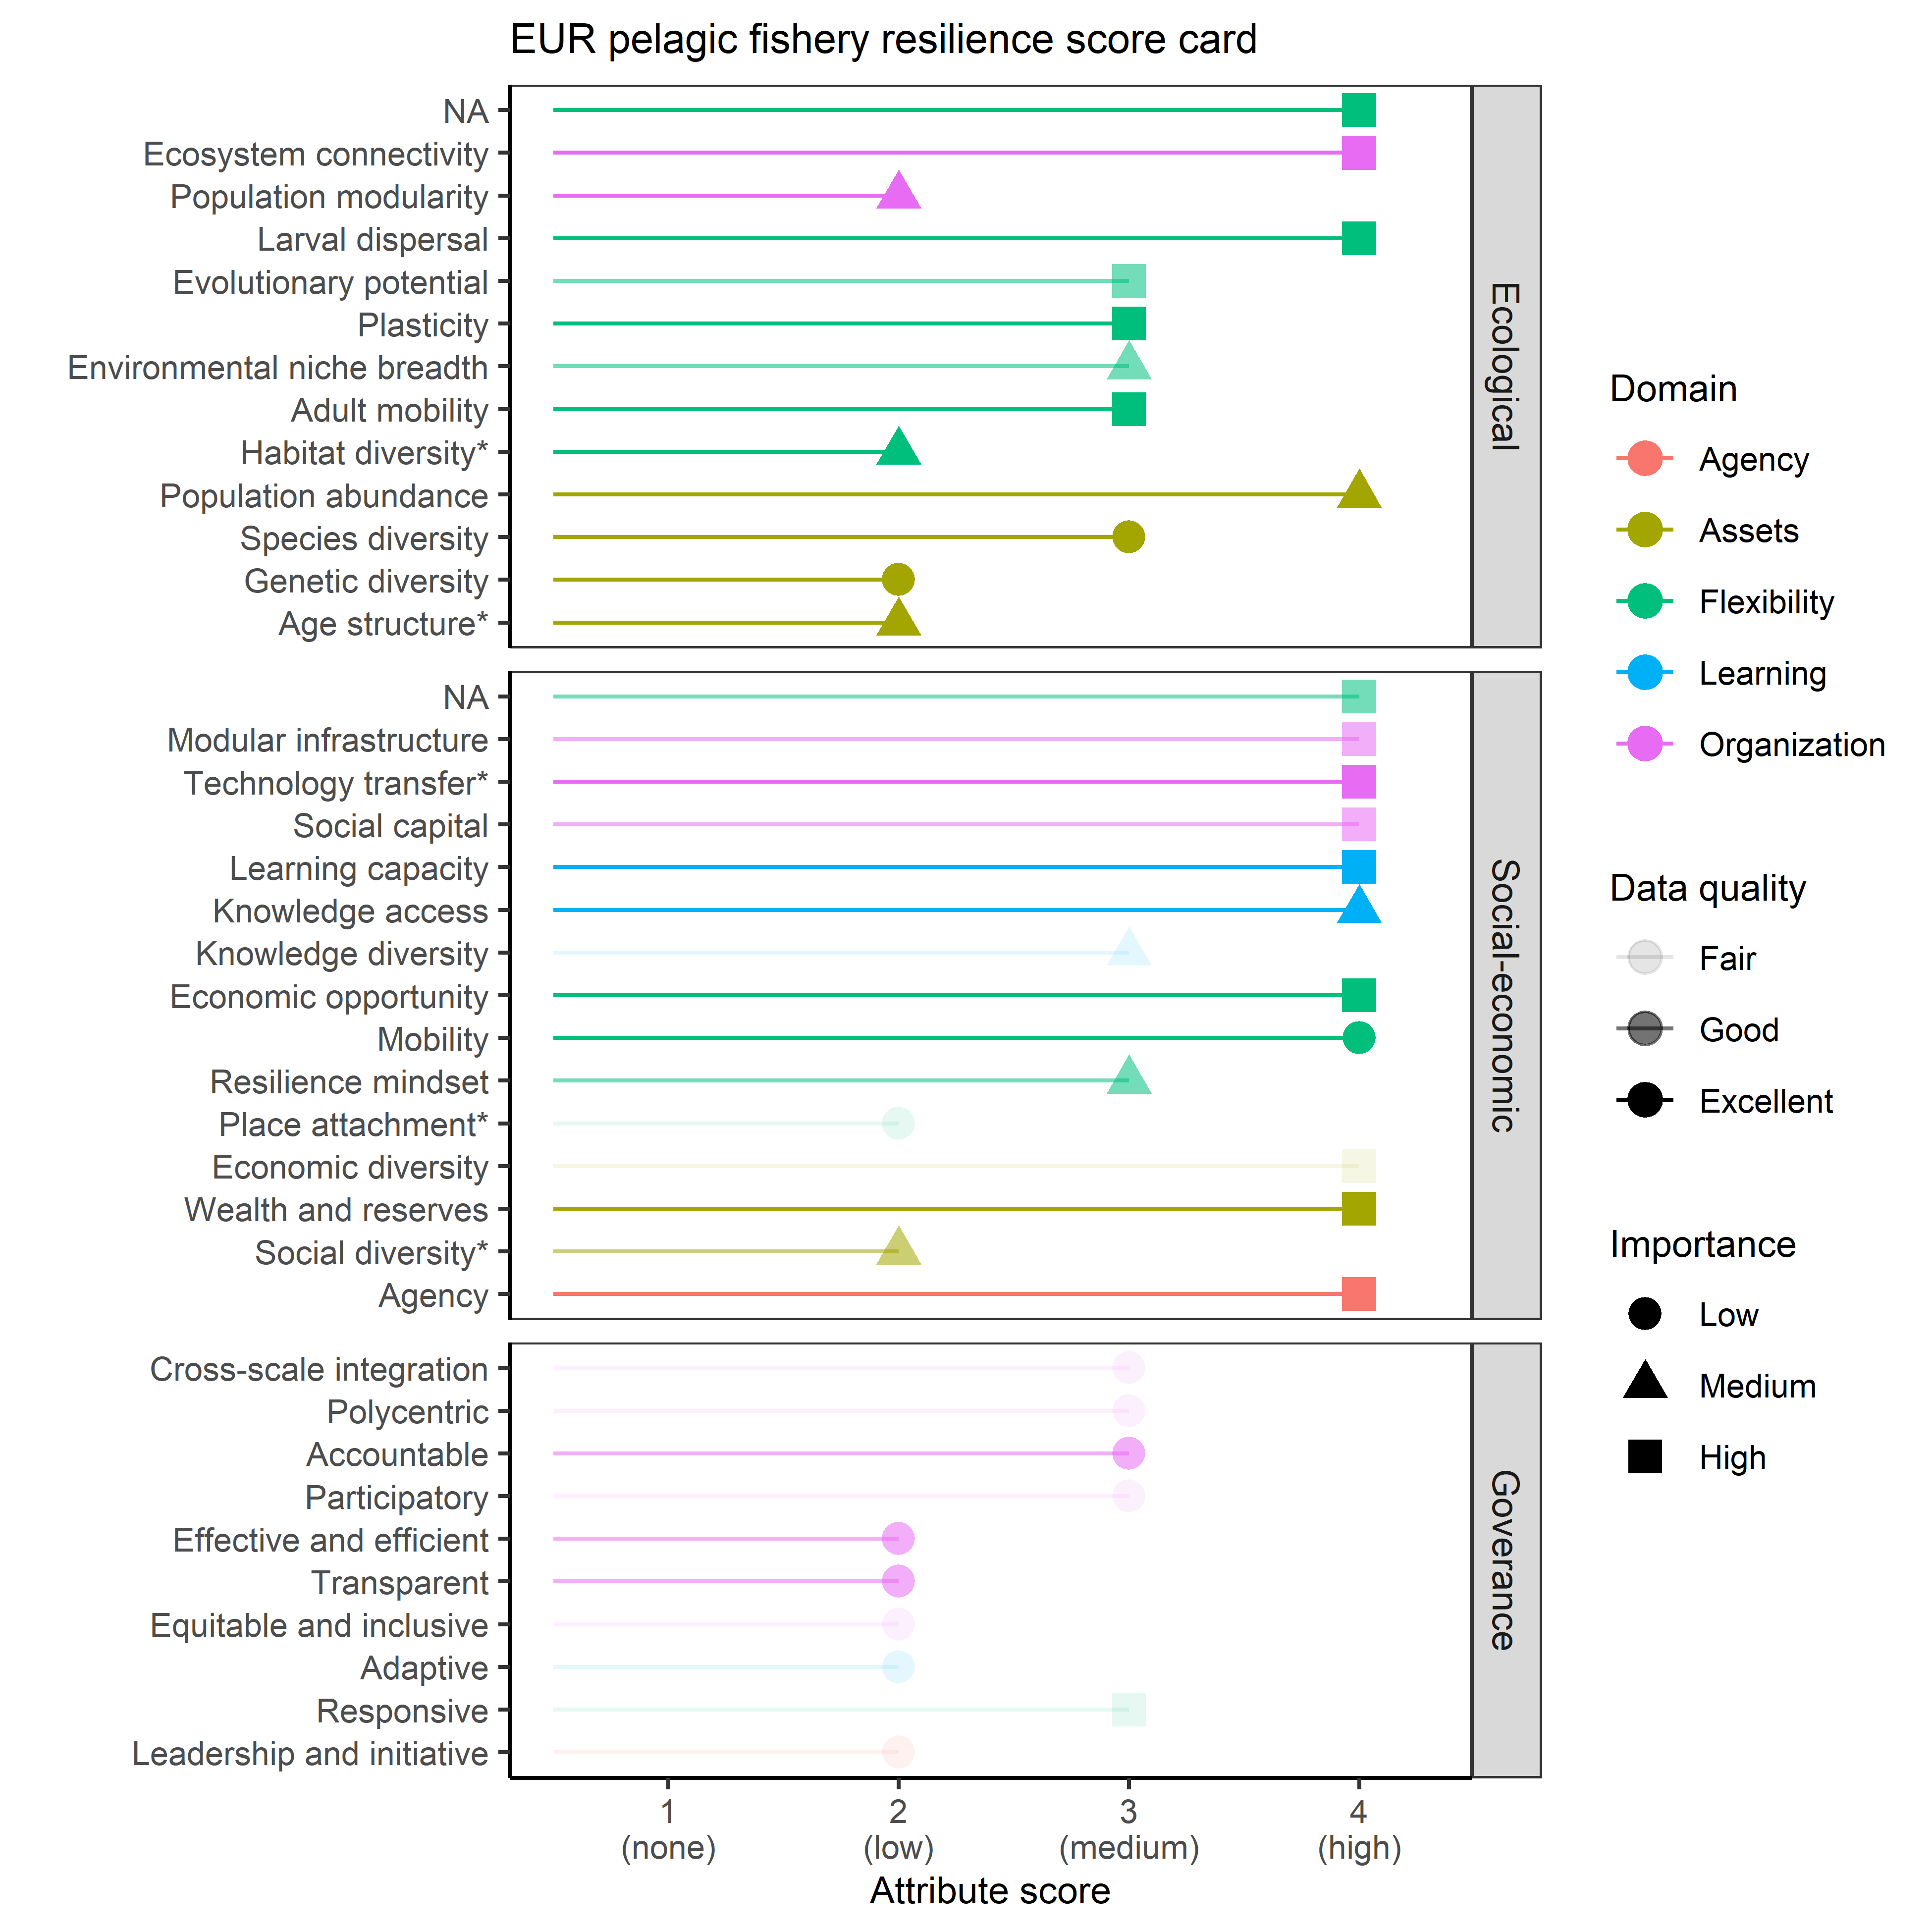 EUR pelagic fishery resilience score card
NA
Ecosystem connectivity
Population modularity
Larval dispersal
Evolutionary potential
Plasticity
Environmental niche breadth
Adult mobility
Habitat diversity*
Population abundance
Species diversity
Genetic diversity
Age structure*
Ecological
NA
Modular infrastructure
Technology transfer*
Social capital
Learning capacity
Knowledge access
Knowledge diversity
Economic opportunity
Mobility
Resilience mindset
Place attachment*
Economic diversity
Wealth and reserves
Social diversity*
Agency
Social-economic
Cross-scale integration
Polycentric
Accountable
Participatory
Effective and efficient
Transparent
Equitable and inclusive
Adaptive
Responsive
Leadership and initiative
Goverance
1
(none)
2
(low)
3
(medium)
4
(high)
Attribute score
Domain
Agency
Assets
Flexibility
Learning
Organization
Data quality
Fair
Good
Excellent
Importance
Low
Medium
High